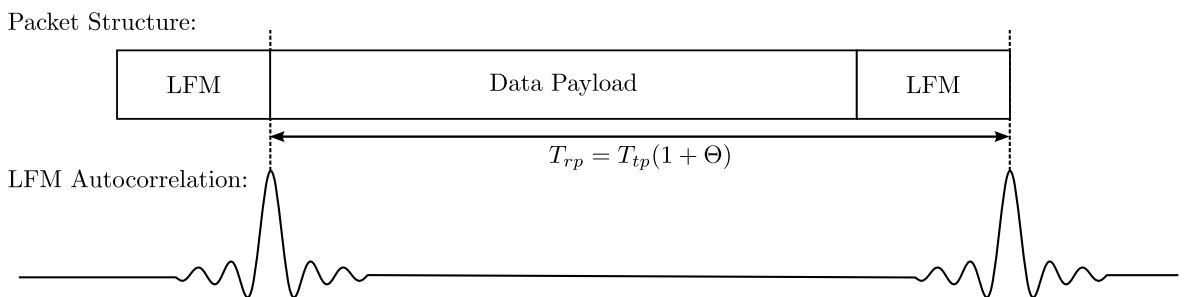 Packet Structure:
LFM Data Payload LFM
T_{rp} = T_{tp}(1 + Θ)
LFM Autocorrelation: